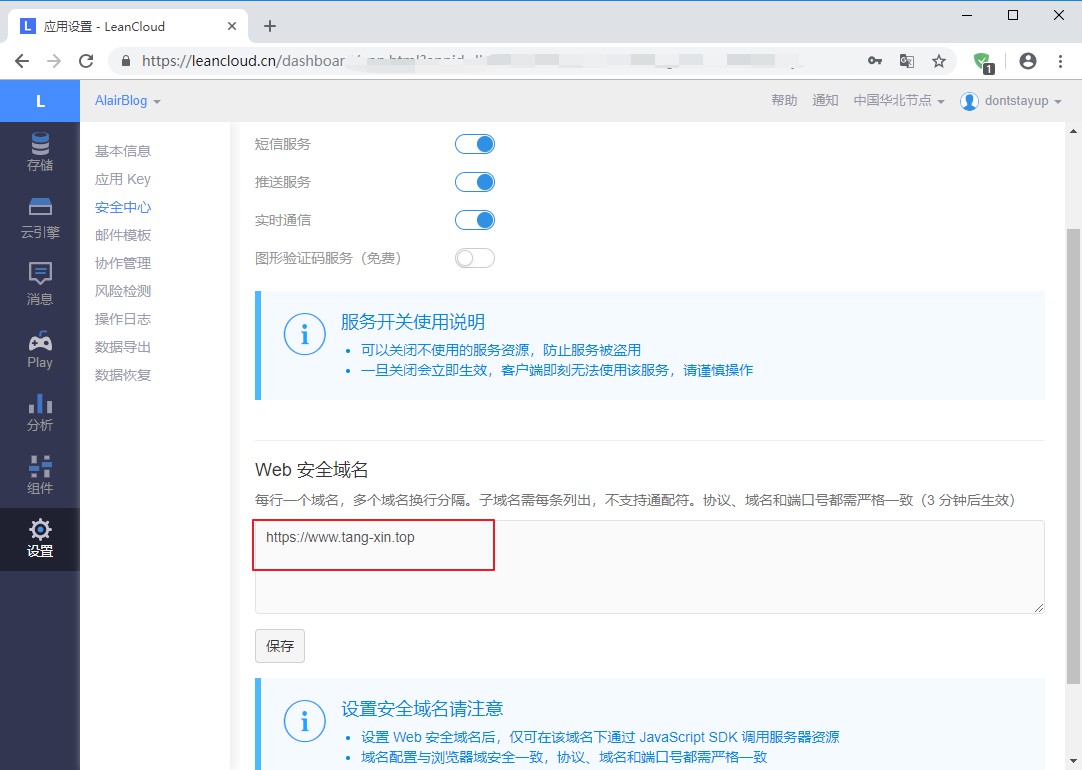 L 应用设置 - LeanCloud
https://leancloud.cn/dashboar
1
L AlairBlog 帮助 通知 中国华北节点 dontstayup
存储
云引擎
消息
Play
分析
组件
设置
基本信息
应用 Key
安全中心
邮件模板
协作管理
风险检测
操作日志
数据导出
数据恢复
短信服务
推送服务
实时通信
图形验证码服务（免费）
服务开关使用说明
可以关闭不使用的服务资源，防止服务被盗用
一旦关闭会立即生效，客户端即刻无法使用该服务，请谨慎操作
Web 安全域名
每行一个域名，多个域名换行分隔。子域名需每条列出，不支持通配符。协议、域名和端口号都需严格一致（3 分钟后生效）
https://www.tang-xin.top
保存
设置安全域名请注意
设置 Web 安全域名后，仅可在该域名下通过 JavaScript SDK 调用服务器资源
域名配置与浏览器域安全一致，协议、域名和端口号都需严格一致